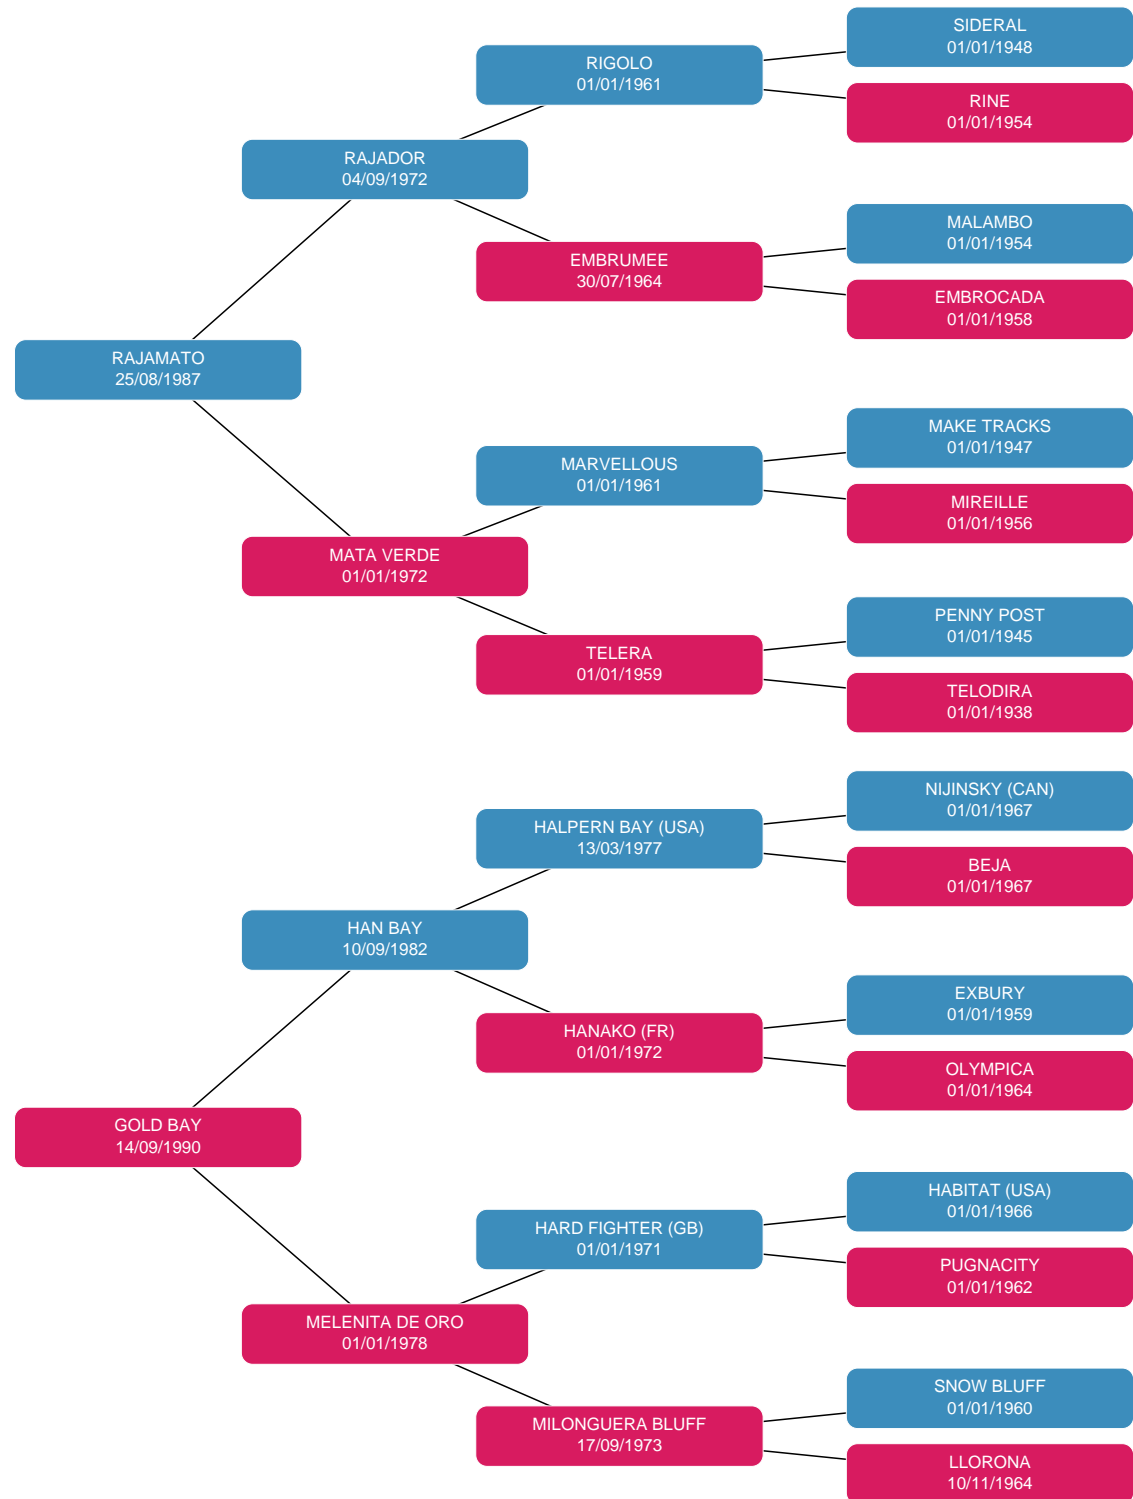 SIDERAL
01/01/1948
RIGOLO
01/01/1961
RINE
01/01/1954
RAJADOR
04/09/1972
MALAMBO
01/01/1954
EMBRUMEE
30/07/1964
EMBROCADA
01/01/1958
RAJAMATO
25/08/1987
MAKE TRACKS
01/01/1947
MARVELLOUS
01/01/1961
MIREILLE
01/01/1956
MATA VERDE
01/01/1972
PENNY POST
01/01/1945
TELERA
01/01/1959
TELODIRA
01/01/1938
NIJINSKY (CAN)
01/01/1967
HALPERN BAY (USA)
13/03/1977
BEJA
01/01/1967
HAN BAY
10/09/1982
EXBURY
01/01/1959
HANAKO (FR)
01/01/1972
OLYMPICA
01/01/1964
GOLD BAY
14/09/1990
HABITAT (USA)
01/01/1966
HARD FIGHTER (GB)
01/01/1971
PUGNACITY
01/01/1962
MELENITA DE ORO
01/01/1978
SNOW BLUFF
01/01/1960
MILONGUERA BLUFF
17/09/1973
LLORONA
10/11/1964